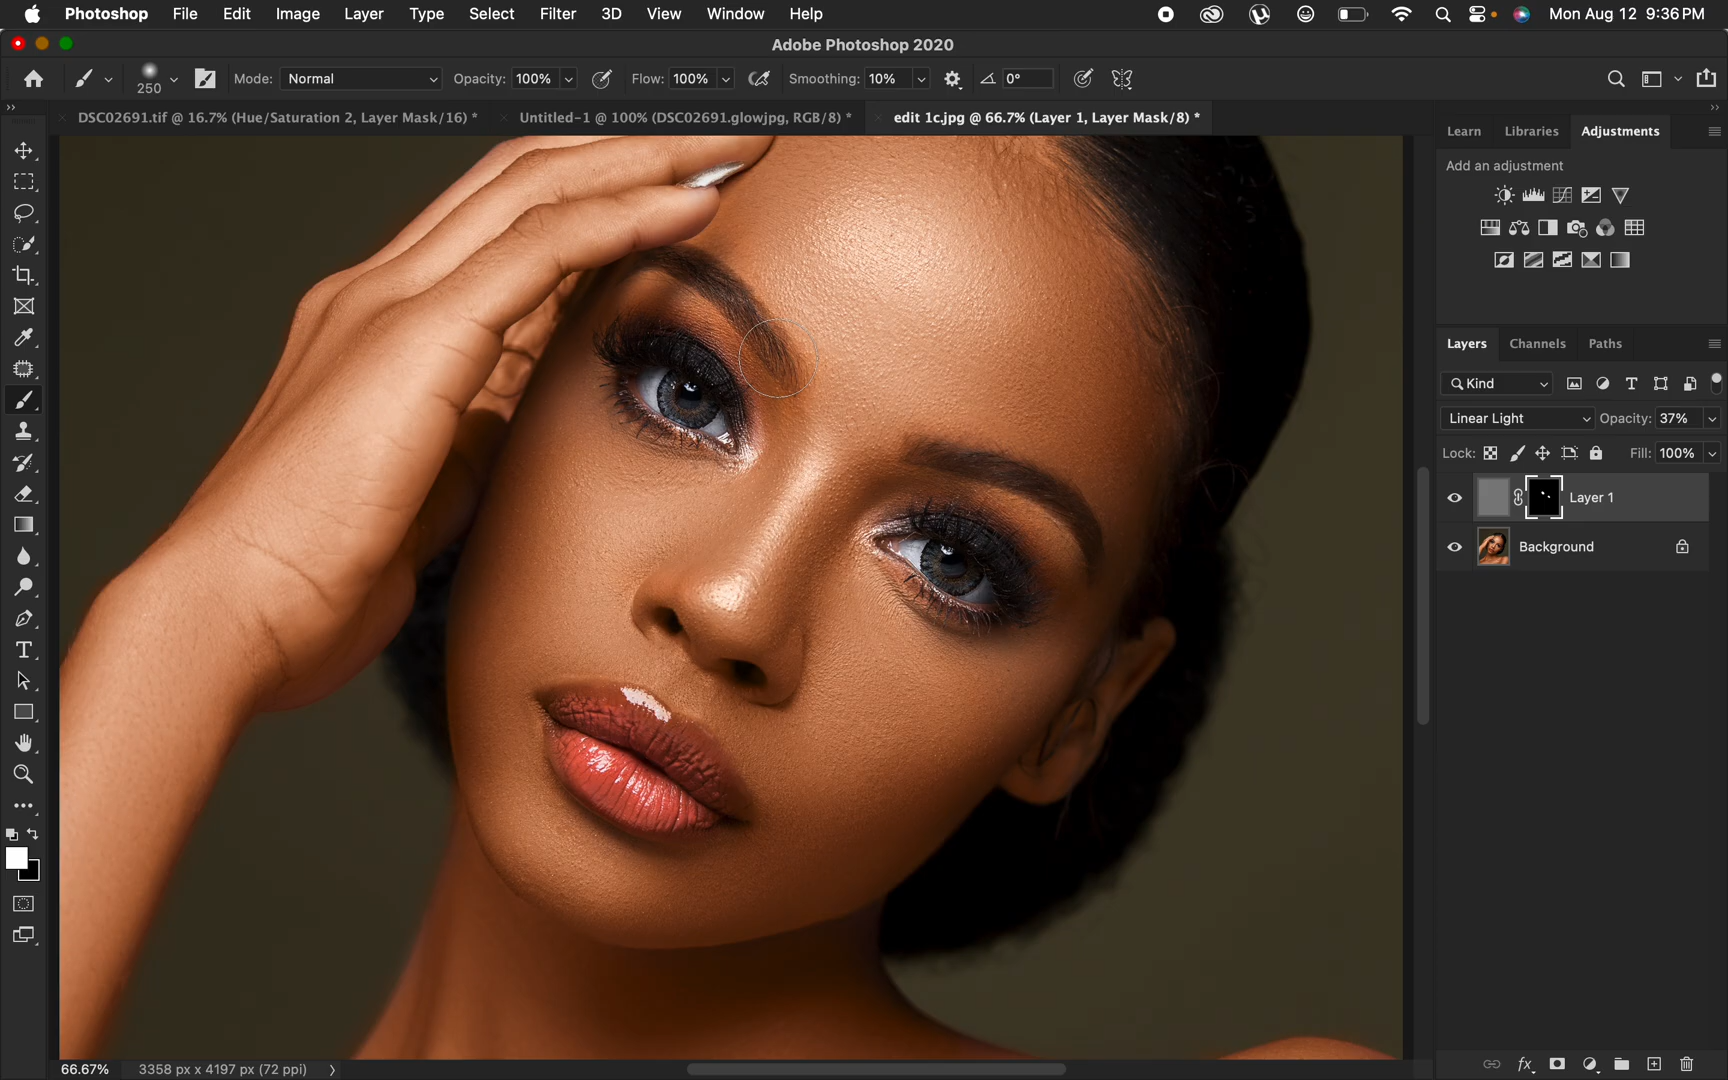 Photoshop File Edit Image Layer Type Select Filter 3D View Window Help Mon Aug 12 9:36 PM
Adobe Photoshop 2020
250 Mode: Normal Opacity: 100% Flow: 100% Smoothing: 10% 0°
DSC02691.tif @ 16.7% (Hue/Saturation 2, Layer Mask/16) * Untitled-1 @ 100% (DSC02691.glowjpg, RGB/8) * edit 1c.jpg @ 66.7% (Layer 1, Layer Mask/8) *
Learn Libraries Adjustments
Add an adjustment
Layers Channels Paths
Kind
Linear Light Opacity: 37%
Lock: Fill: 100%
Layer 1
Background
66.67% 3358 px x 4197 px (72 ppi)